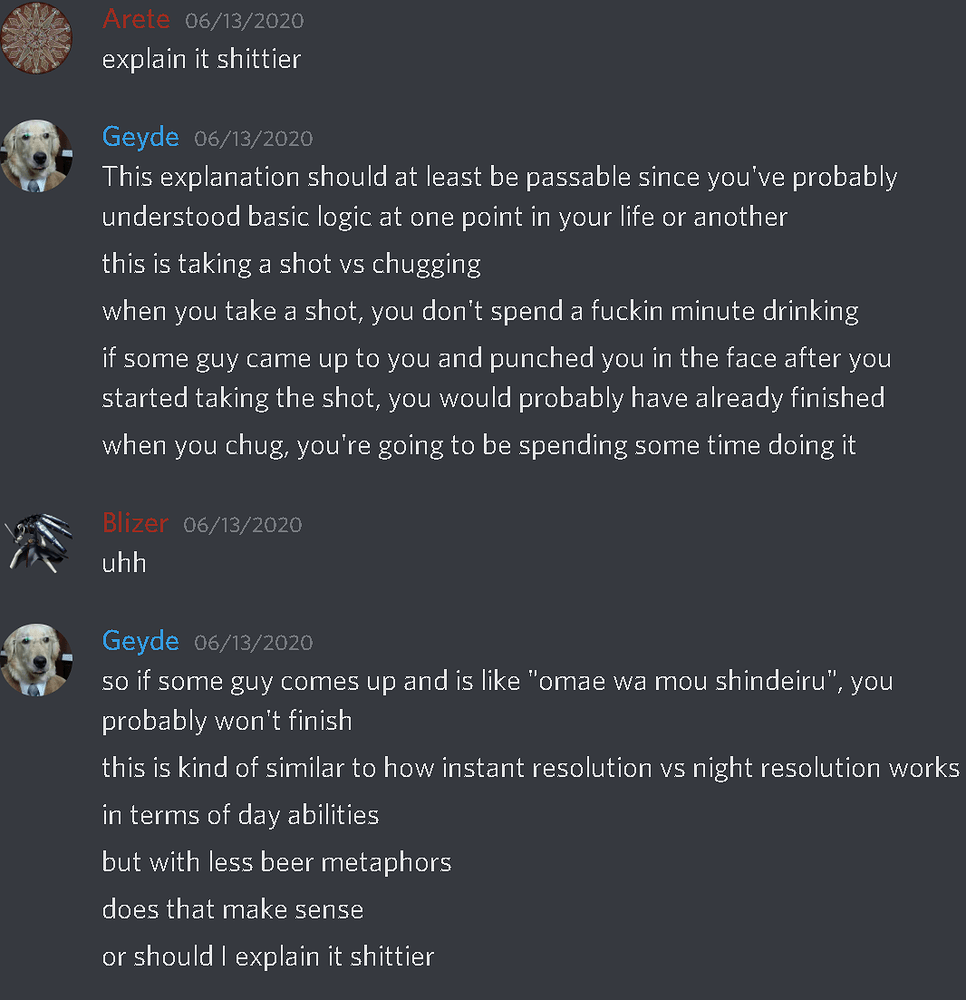 Arete 06/13/2020
explain it shittier
Geyde 06/13/2020
This explanation should at least be passable since you've probably
understood basic logic at one point in your life or another
this is taking a shot vs chugging
when you take a shot, you don't spend a fuckin minute drinking
if some guy came up to you and punched you in the face after you
started taking the shot, you would probably have already finished
when you chug, you're going to be spending some time doing it
Blizer 06/13/2020
uhh
Geyde 06/13/2020
so if some guy comes up and is like "omae wa mou shindeiru", you
probably won't finish
this is kind of similar to how instant resolution vs night resolution works
in terms of day abilities
but with less beer metaphors
does that make sense
or should I explain it shittier